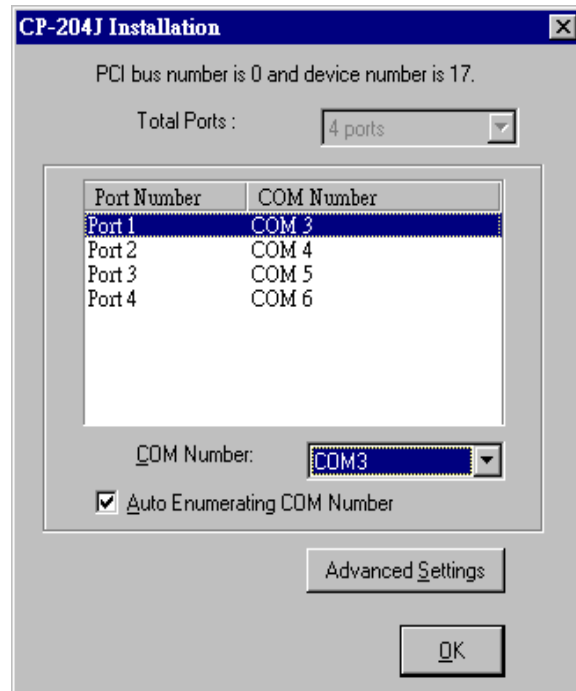 CP-204J Installation
PCI bus number is 0 and device number is 17.
Total Ports : 4 ports
Port Number COM Number
Port 1 COM 3
Port 2 COM 4
Port 3 COM 5
Port 4 COM 6
COM Number: COM3
Auto Enumerating COM Number
Advanced Settings
OK